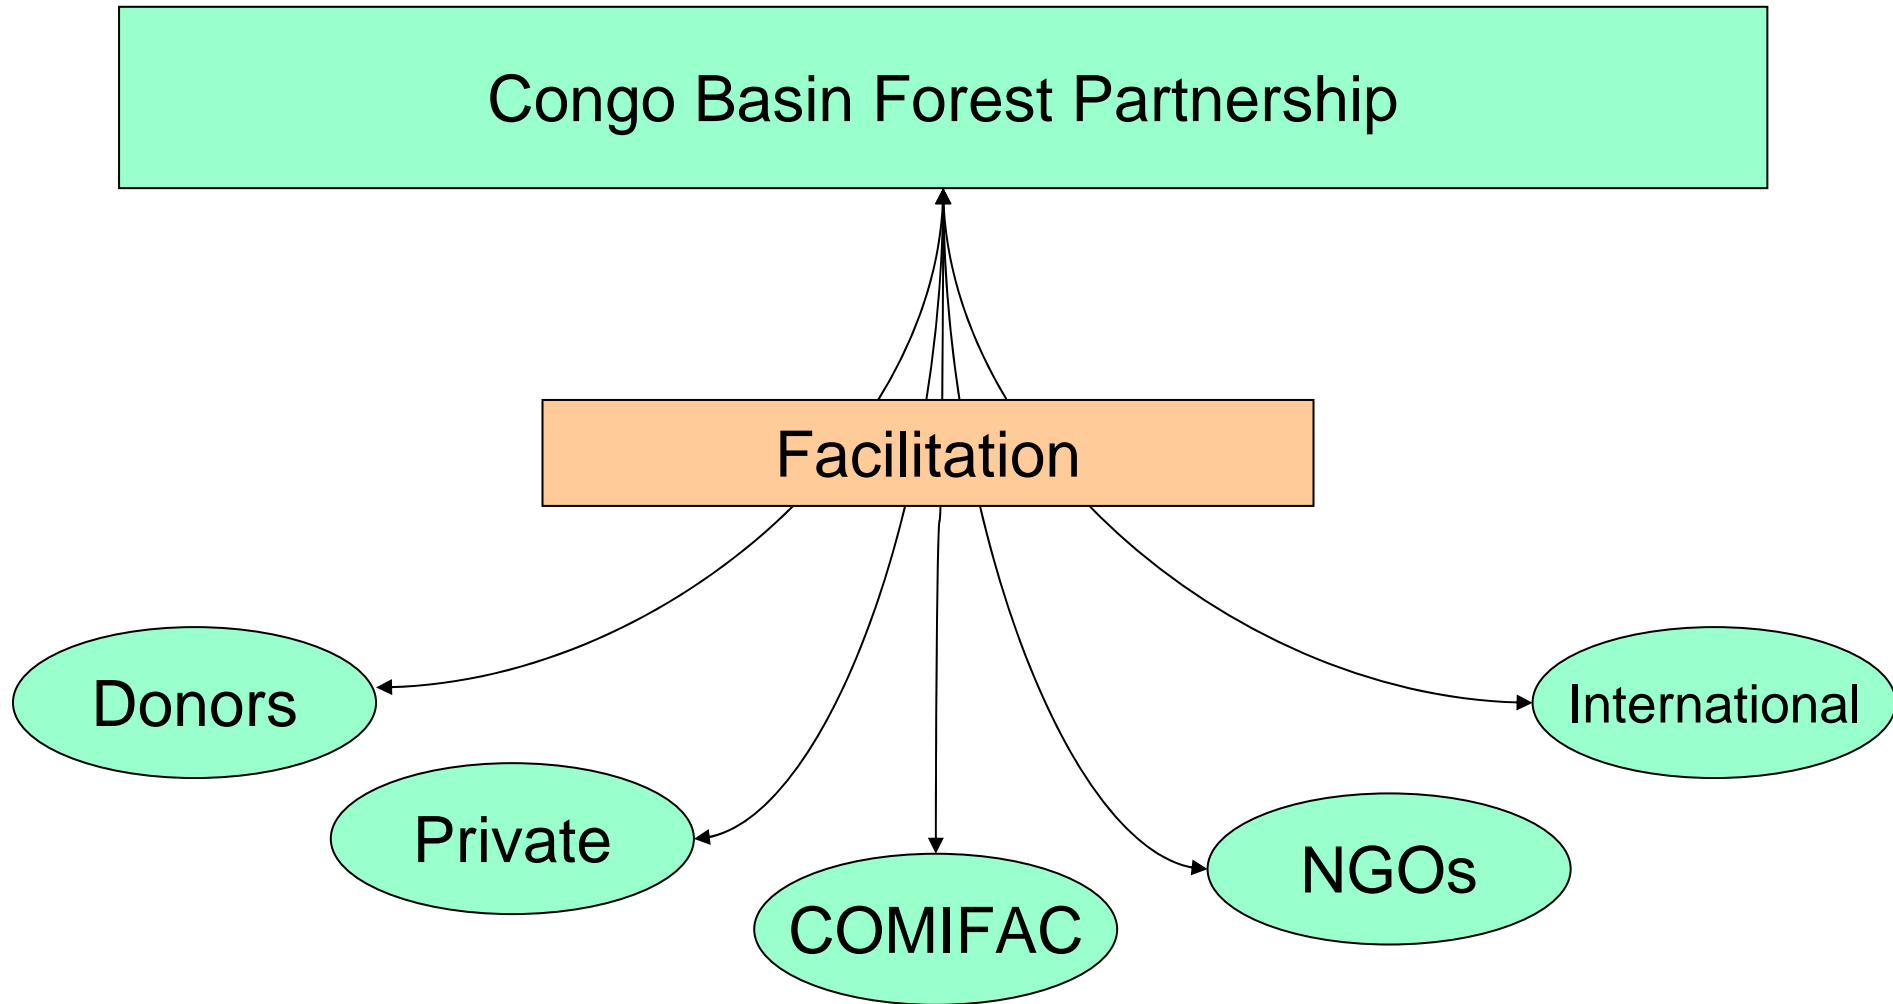 Congo Basin Forest Partnership
Facilitation
Donors
International
Private
NGOs
COMIFAC